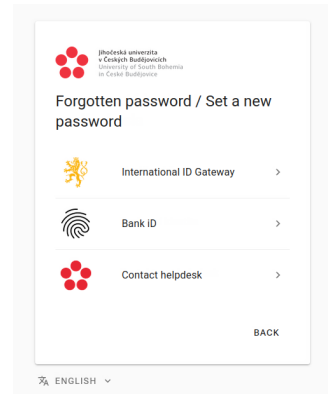 Jihočeská univerzita
v Českých Budějovicích
University of South Bohemia
in České Budějovice
Forgotten password / Set a new
password
International ID Gateway
Bank iD
Contact helpdesk
BACK
ENGLISH